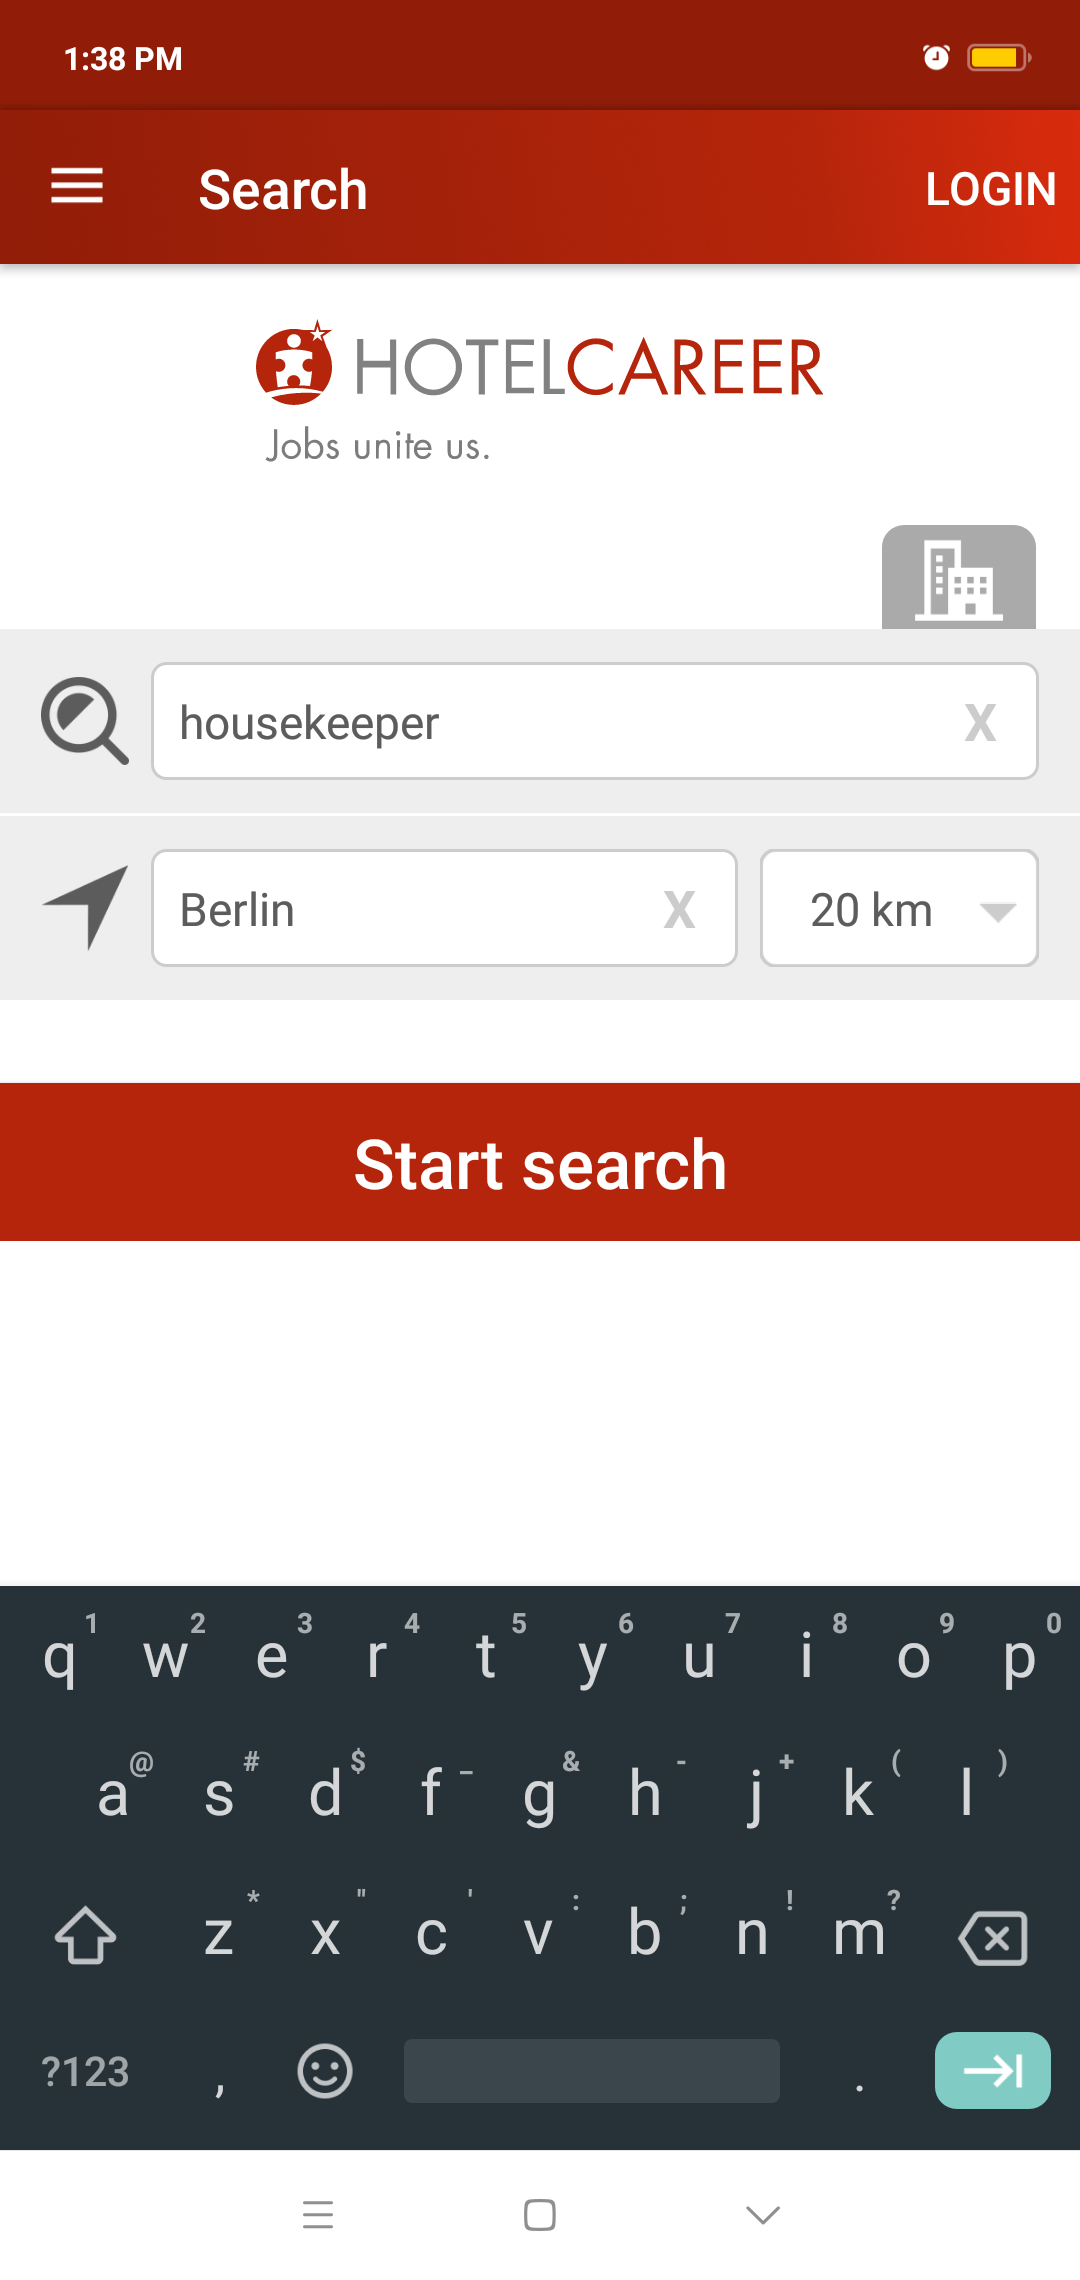 1:38 PM
Search
LOGIN
HOTELCAREER
Jobs unite us.
housekeeper X
Berlin X
20 km
Start search
1 2 3 4 5 6 7 8 9 0
q w e r t y u i o p
@ # $ _ & - + ( )
a s d f g h j k l
* " ' : ; ! ?
z x c v b n m
?123 , .